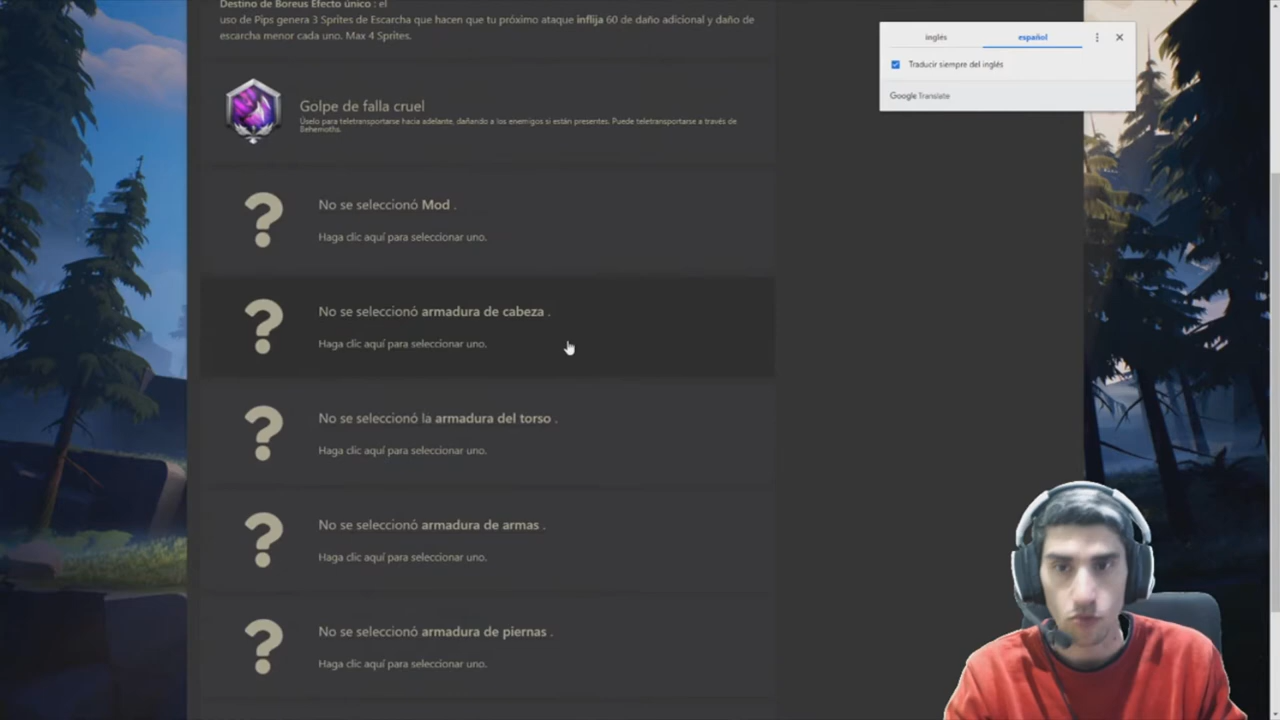 Destino de Boreus Efecto único : el
uso de Pips genera 3 Sprites de Escarcha que hacen que tu próximo ataque inflija 60 de daño adicional y daño de
escarcha menor cada uno. Max 4 Sprites.
inglés español
Traducir siempre del inglés
Google Translate
Golpe de falla cruel
Úselo para teletransportarse hacia adelante, dañando a los enemigos si están presentes. Puede teletransportarse a través de
Behemoths.
No se seleccionó Mod .
Haga clic aquí para seleccionar uno.
No se seleccionó armadura de cabeza .
Haga clic aquí para seleccionar uno.
No se seleccionó la armadura del torso .
Haga clic aquí para seleccionar uno.
No se seleccionó armadura de armas .
Haga clic aquí para seleccionar uno.
No se seleccionó armadura de piernas .
Haga clic aquí para seleccionar uno.